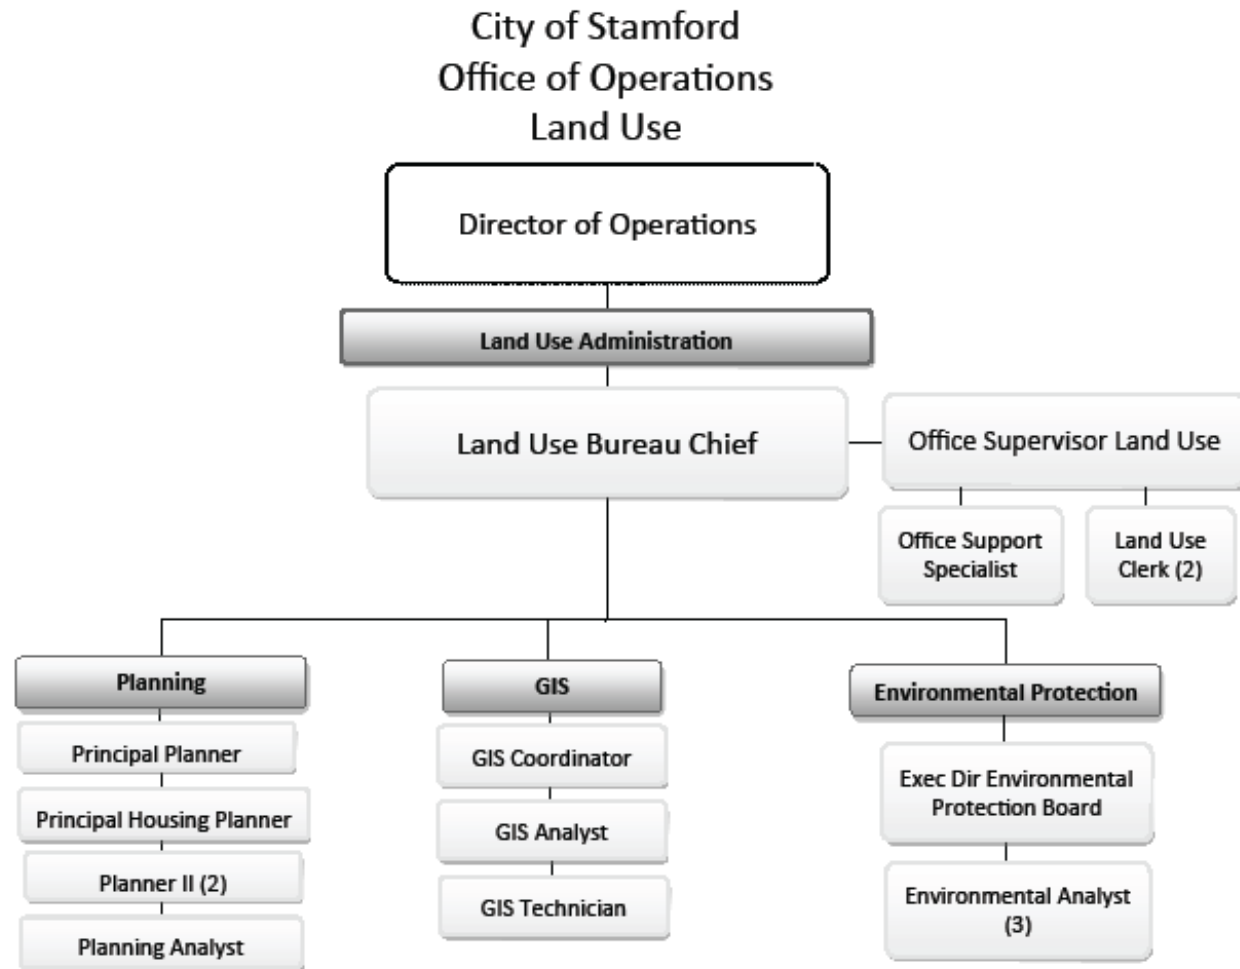 City of Stamford
Office of Operations
Land Use
Director of Operations
Land Use Administration
Land Use Bureau Chief
Office Supervisor Land Use
Office Support
Specialist
Land Use
Clerk (2)
Planning
Principal Planner
Principal Housing Planner
Planner II (2)
Planning Analyst
GIS
GIS Coordinator
GIS Analyst
GIS Technician
Environmental Protection
Exec Dir Environmental
Protection Board
Environmental Analyst
(3)